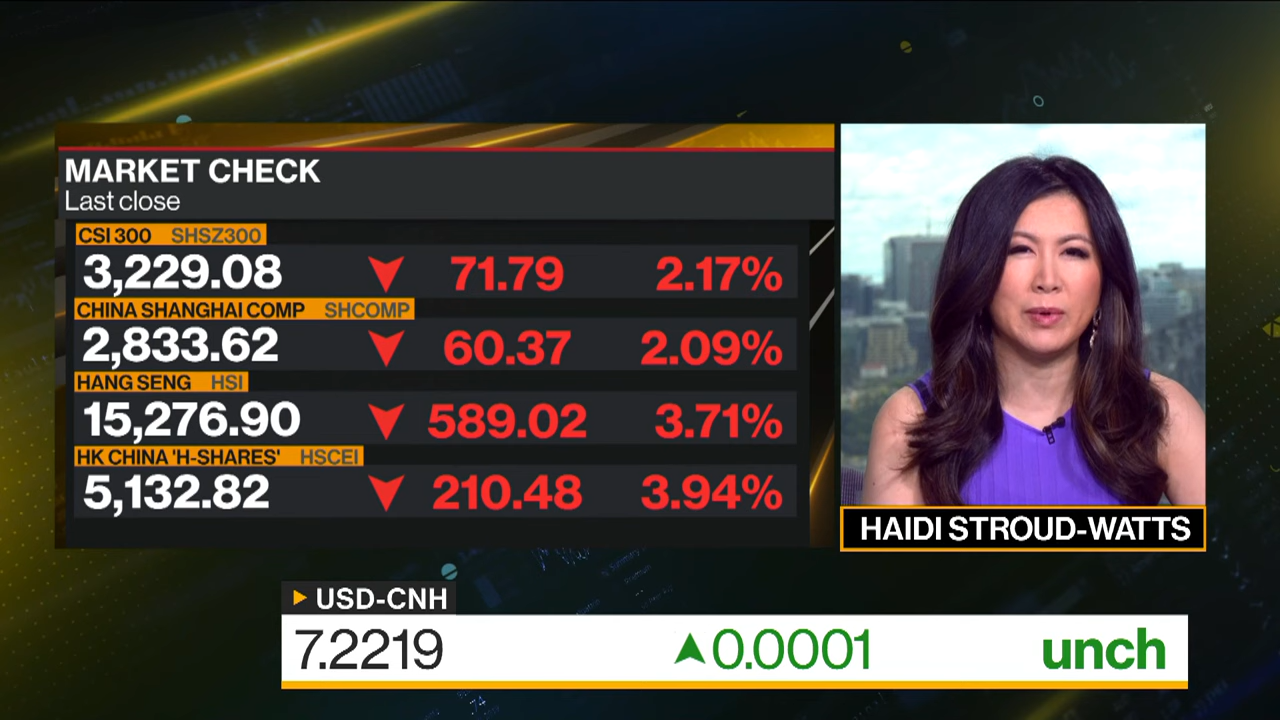 MARKET CHECK
Last close
CSI 300 SHSZ300
3,229.08 ▼ 71.79 2.17%
CHINA SHANGHAI COMP SHCOMP
2,833.62 ▼ 60.37 2.09%
HANG SENG HSI
15,276.90 ▼ 589.02 3.71%
HK CHINA 'H-SHARES' HSCEI
5,132.82 ▼ 210.48 3.94%
HAIDI STROUD-WATTS
USD-CNH
7.2219 ▲0.0001 unch